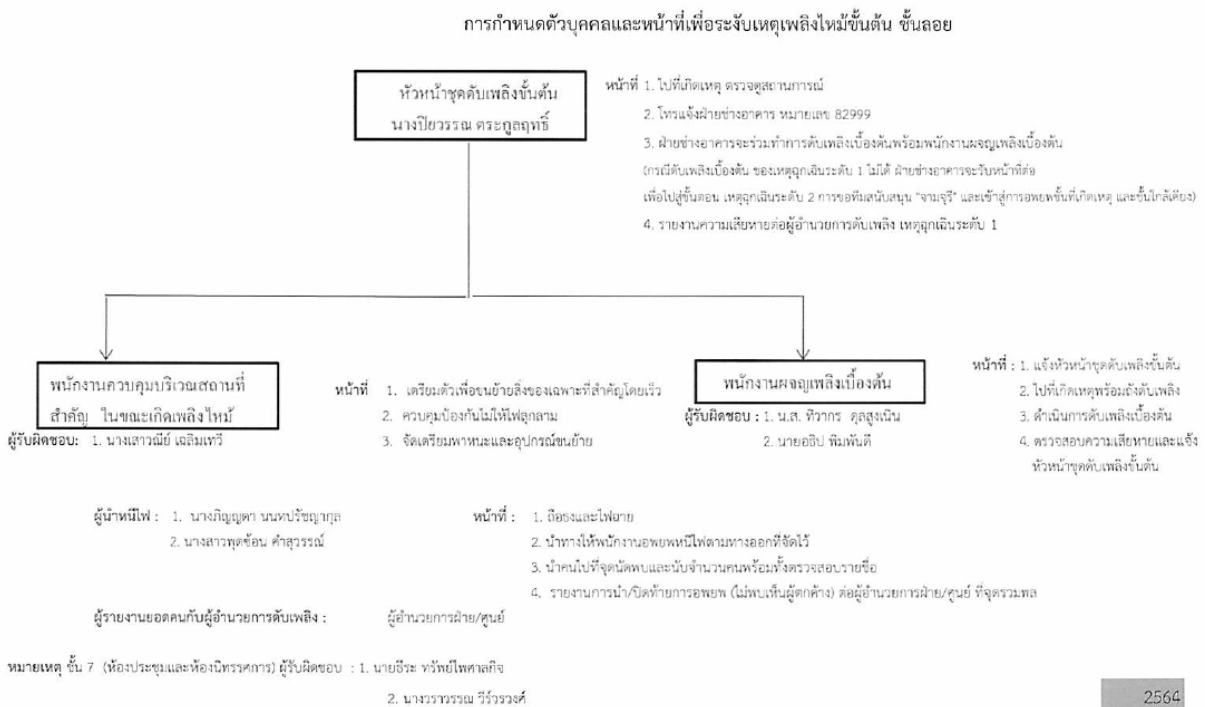 การกำหนดตัวบุคคลและหน้าที่เพื่อระงับเหตุเพลิงไหม้ขั้นต้น ชั้นลอย
หัวหน้าชุดดับเพลิงขั้นต้น
นางปิยวรรณ ตระกูลฤทธิ์
หน้าที่ 1. ไปที่เกิดเหตุ ตรวจดูสถานการณ์
2. โทรแจ้งฝ่ายช่างอาคาร หมายเลข 82999
3. ฝ่ายช่างอาคารจะร่วมทำการดับเพลิงเบื้องต้นพร้อมพนักงานผจญเพลิงเบื้องต้น
(กรณีดับเพลิงเบื้องต้น ของเหตุฉุกเฉินระดับ 1 ไม่ได้ ฝ่ายช่างอาคารจะรับหน้าที่ต่อ
เพื่อไปสู่ขั้นตอน เหตุฉุกเฉินระดับ 2 การขอทีมสนับสนุน "จามจุรี" และเข้าสู่การอพยพชั้นที่เกิดเหตุ และชั้นใกล้เคียง)
4. รายงานความเสียหายต่อผู้อำนวยการดับเพลิง เหตุฉุกเฉินระดับ 1
พนักงานควบคุมบริเวณสถานที่
สำคัญ ในขณะเกิดเพลิงไหม้
ผู้รับผิดชอบ: 1. นางเสาวณีย์ เฉลิมเทวี
หน้าที่ 1. เตรียมตัวเพื่อขนย้ายสิ่งของเฉพาะที่สำคัญโดยเร็ว
2. ควบคุมป้องกันไม่ให้ไฟลุกลาม
3. จัดเตรียมพาหนะและอุปกรณ์ขนย้าย
พนักงานผจญเพลิงเบื้องต้น
ผู้รับผิดชอบ : 1. น.ส. ทิวากร ดุลสูงเนิน
2. นายอธิป พิมพันดี
หน้าที่ : 1. แจ้งหัวหน้าชุดดับเพลิงขั้นต้น
2. ไปที่เกิดเหตุพร้อมถังดับเพลิง
3. ดำเนินการดับเพลิงเบื้องต้น
4. ตรวจสอบความเสียหายและแจ้ง
หัวหน้าชุดดับเพลิงขั้นต้น
ผู้นำหนีไฟ : 1. นางภิญญดา นนทปรัชญากุล
2. นางสาวพุดซ้อน คำสุวรรณ์
หน้าที่ : 1. ถือธงและไฟฉาย
2. นำทางให้พนักงานอพยพหนีไฟตามทางออกที่จัดไว้
3. นำคนไปที่จุดนัดพบและนับจำนวนคนพร้อมทั้งตรวจสอบรายชื่อ
4. รายงานการนำ/ปิดท้ายการอพยพ (ไม่พบเห็นผู้ตกค้าง) ต่อผู้อำนวยการฝ่าย/ศูนย์ ที่จุดรวมพล
ผู้รายงานยอดคนกับผู้อำนวยการดับเพลิง : ผู้อำนวยการฝ่าย/ศูนย์
หมายเหตุ ชั้น 7 (ห้องประชุมและห้องนิทรรศการ) ผู้รับผิดชอบ : 1. นายธีระ ทรัพย์ไพศาลกิจ
2. นางวราวรรณ วีร์วรวงศ์
2564